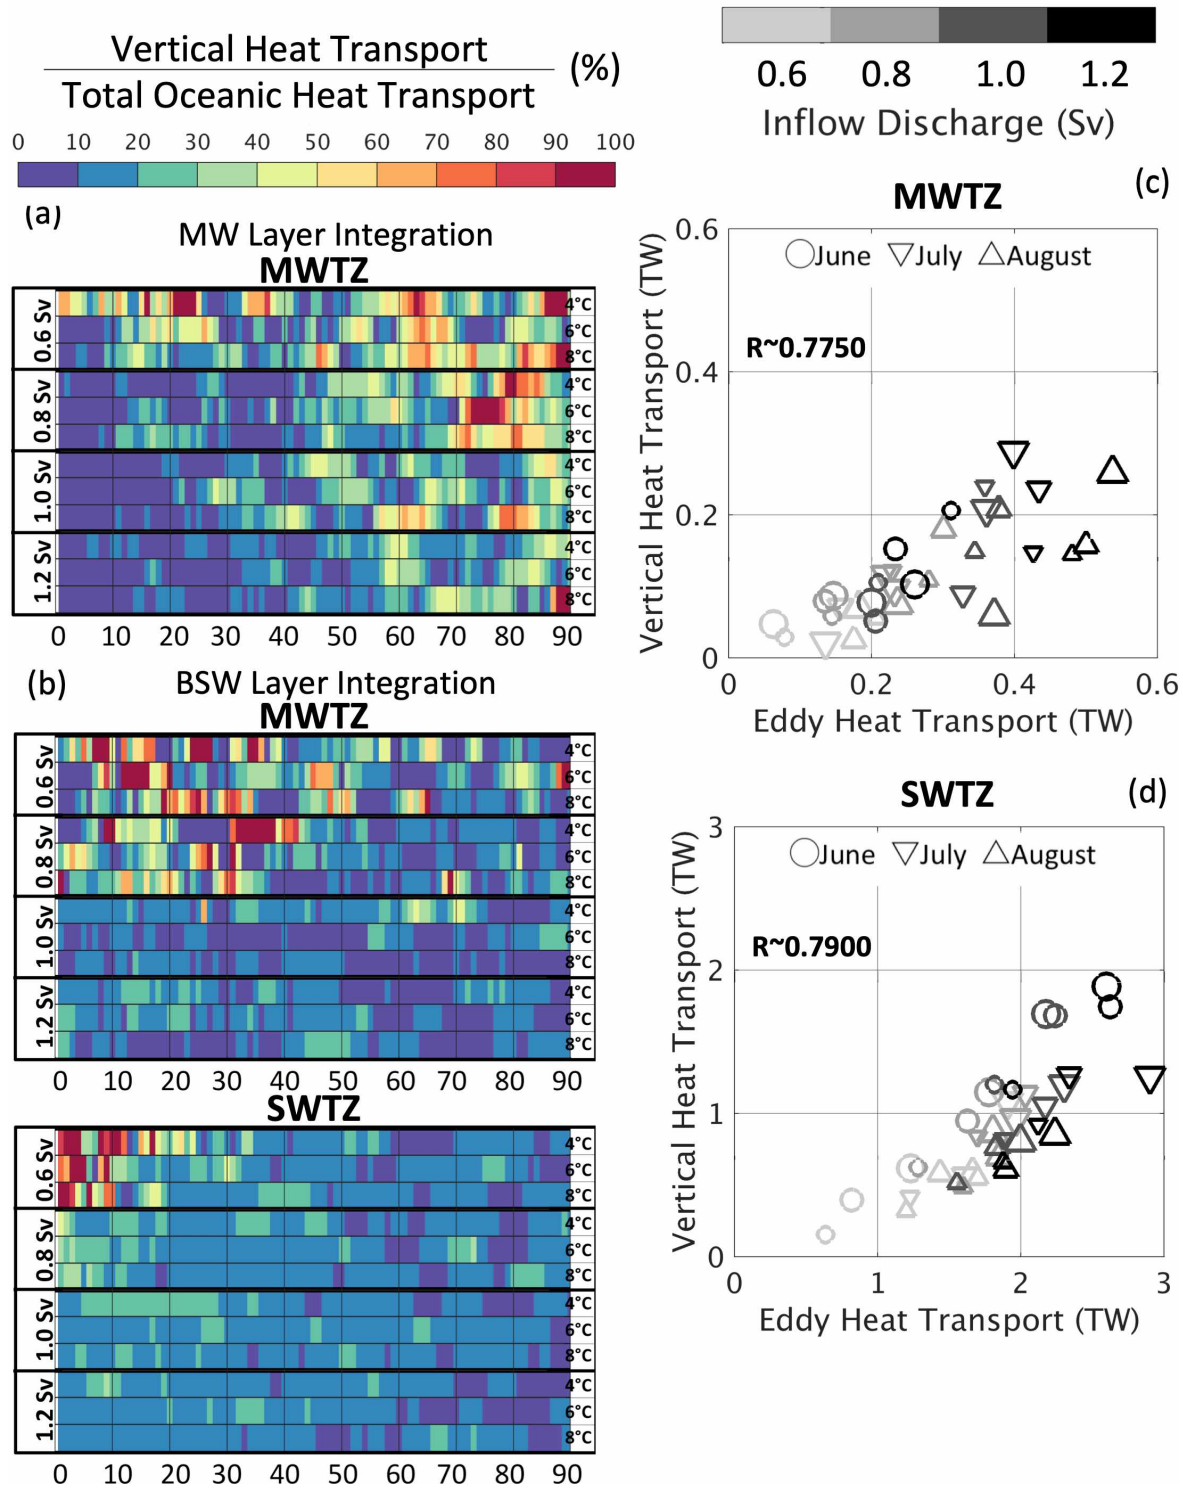 Vertical Heat Transport
Total Oceanic Heat Transport
(%)
0 10 20 30 40 50 60 70 80 90 100
(a)
MW Layer Integration
MWTZ
0.6 Sv
4°C
6°C
8°C
0.8 Sv
4°C
6°C
8°C
1.0 Sv
4°C
6°C
8°C
1.2 Sv
4°C
6°C
8°C
0 10 20 30 40 50 60 70 80 90
(b)
BSW Layer Integration
MWTZ
0.6 Sv
4°C
6°C
8°C
0.8 Sv
4°C
6°C
8°C
1.0 Sv
4°C
6°C
8°C
1.2 Sv
4°C
6°C
8°C
0 10 20 30 40 50 60 70 80 90
SWTZ
0.6 Sv
4°C
6°C
8°C
0.8 Sv
4°C
6°C
8°C
1.0 Sv
4°C
6°C
8°C
1.2 Sv
4°C
6°C
8°C
0 10 20 30 40 50 60 70 80 90
0.6 0.8 1.0 1.2
Inflow Discharge (Sv)
(c)
MWTZ
June July August
R~0.7750
Vertical Heat Transport (TW)
0.6
0.4
0.2
0
0 0.2 0.4 0.6
Eddy Heat Transport (TW)
(d)
SWTZ
June July August
R~0.7900
Vertical Heat Transport (TW)
3
2
1
0
0 1 2 3
Eddy Heat Transport (TW)